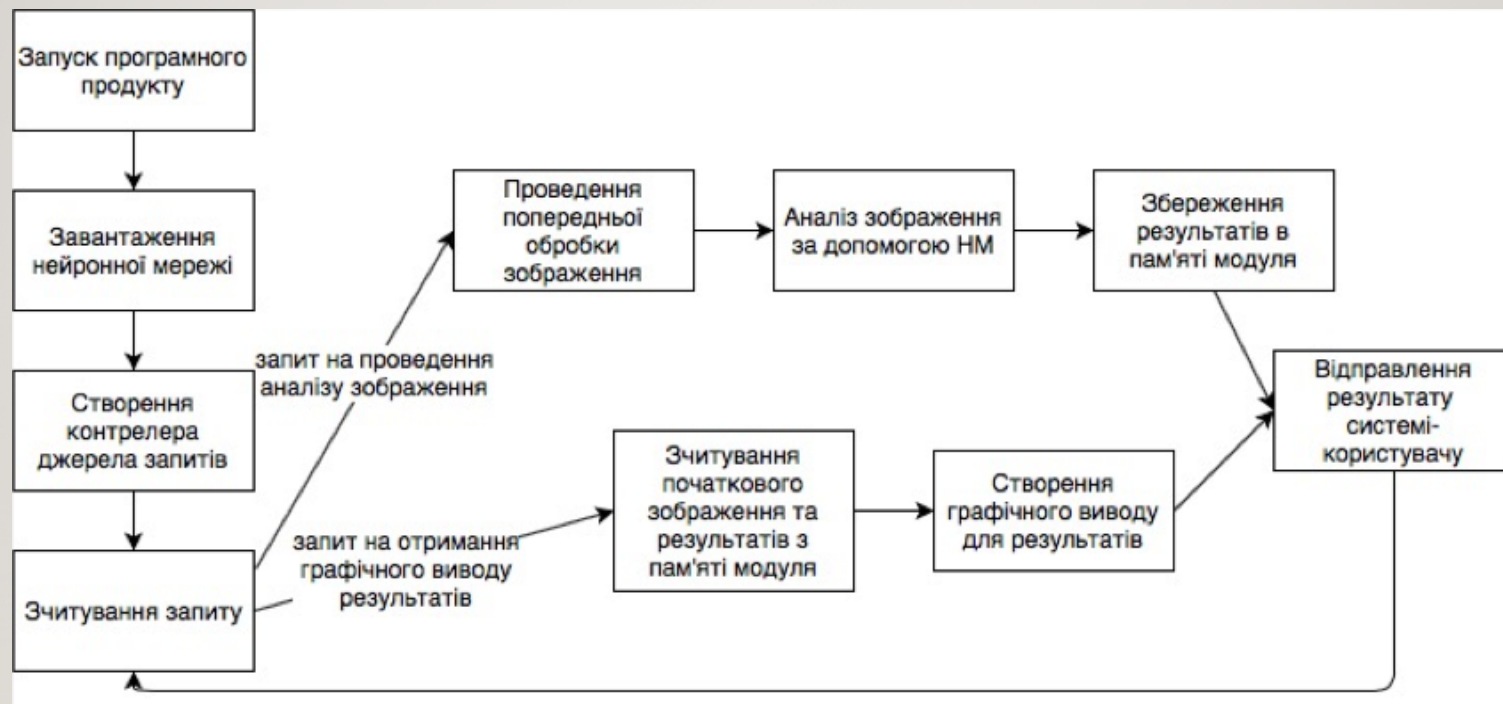 Запуск програмного
продукту
Завантаження
нейронної мережі
Створення
контрелера
джерела запитів
Зчитування запиту
запит на проведення
аналізу зображення
Проведення
попередньої
обробки
зображення
Аналіз зображення
за допомогою НМ
Збереження
результатів в
пам'яті модуля
запит на отримання
графічного виводу
результатів
Зчитування
початкового
зображення та
результатів з
пам'яті модуля
Створення
графічного виводу
для результатів
Відправлення
результату
системі-
користувачу